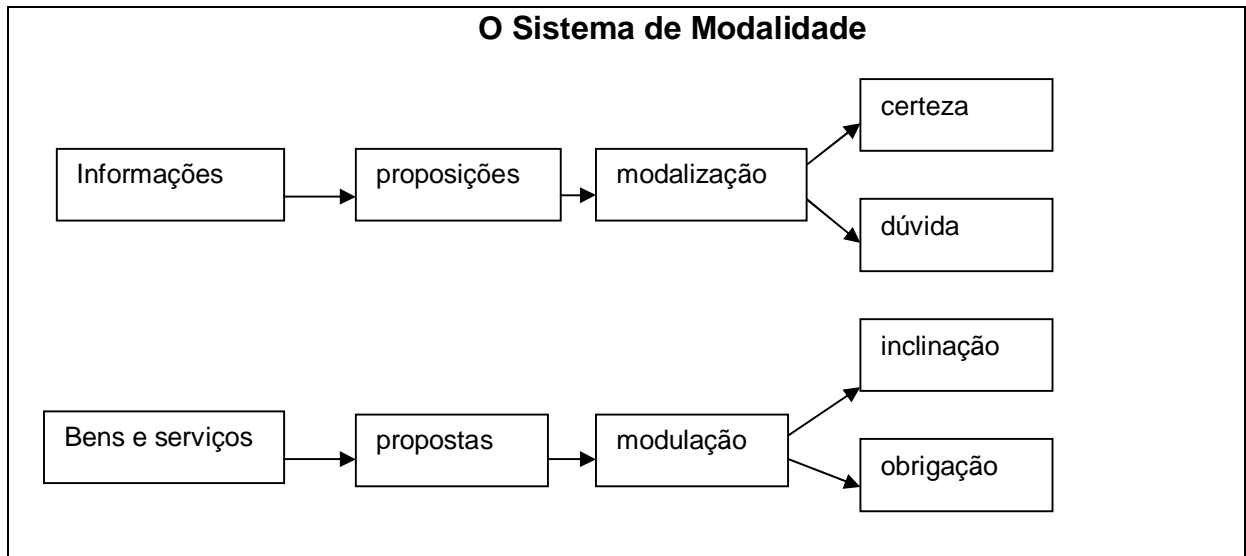 O Sistema de Modalidade
certeza
Informações
proposições
modalização
dúvida
inclinação
Bens e serviços
propostas
modulação
obrigação